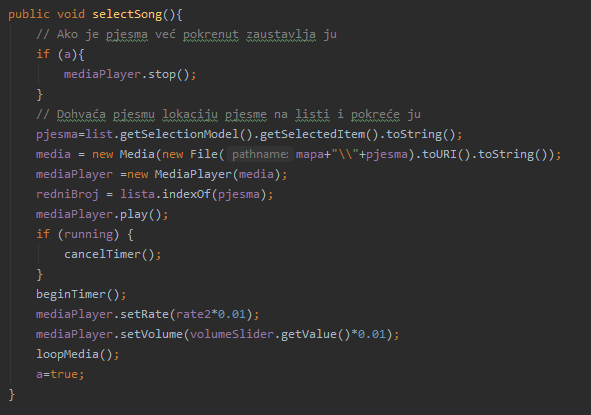 public void selectSong(){
// Ako je pjesma već pokrenut zaustavlja ju
if (a){
mediaPlayer.stop();
}
// Dohvaća pjesmu lokaciju pjesme na listi i pokreće ju
pjesma=list.getSelectionModel().getSelectedItem().toString();
media = new Media(new File( pathname: mapa+"\\"+pjesma).toURI().toString());
mediaPlayer =new MediaPlayer(media);
redniBroj = lista.indexOf(pjesma);
mediaPlayer.play();
if (running) {
cancelTimer();
}
beginTimer();
mediaPlayer.setRate(rate2*0.01);
mediaPlayer.setVolume(volumeSlider.getValue()*0.01);
loopMedia();
a=true;
}